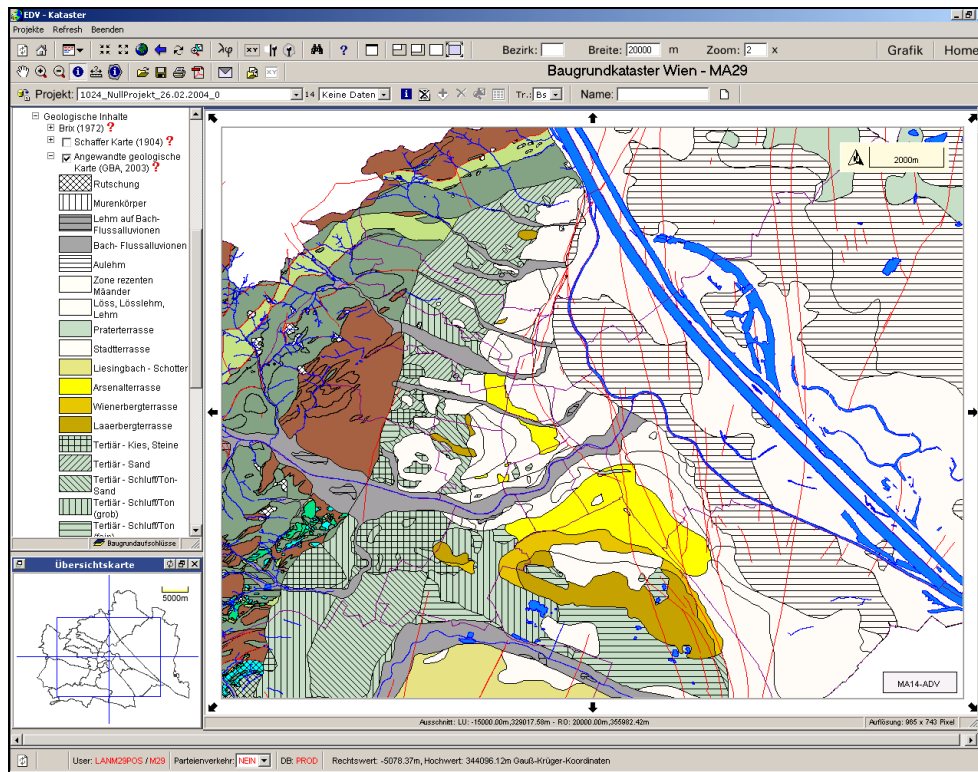 EDV - Kataster
Projekte Refresh Beenden
λφ XY ? Bezirk: Breite: 20000 m Zoom: 2 x Grafik Home
Baugrundkataster Wien - MA29
Projekt: 1024_NullProjekt_26.02.2004_0 14 Keine Daten Tr.: Bs Name:
Geologische Inhalte
Brix (1972) ?
Schaffer Karte (1904) ?
Angewandte geologische
Karte (GBA, 2003) ?
Rutschung
Murenkörper
Lehm auf Bach-
Flussalluvionen
Bach- Flussalluvionen
Aulehm
Zone rezenten
Mäander
Löss, Lösslehm,
Lehm
Praterterrasse
Stadtterrasse
Liesingbach - Schotter
Arsenalterrasse
Wienerbergterrasse
Laaerbergterrasse
Tertiär - Kies, Steine
Tertiär - Sand
Tertiär - Schluff/Ton-
Sand
Tertiär - Schluff/Ton
(grob)
Tertiär - Schluff/Ton
Baugrundaufschlüsse
Übersichtskarte
5000m
2000m
MA14-ADV
Ausschnitt: LU: -15000.00m,329017.58m - RO: 20000.00m,355982.42m
Auflösung: 965 x 743 Pixel
User: LANM29POS / M29 Parteienverkehr: NEIN DB: PROD Rechtswert: -5078.37m, Hochwert: 344096.12m Gauß-Krüger-Koordinaten